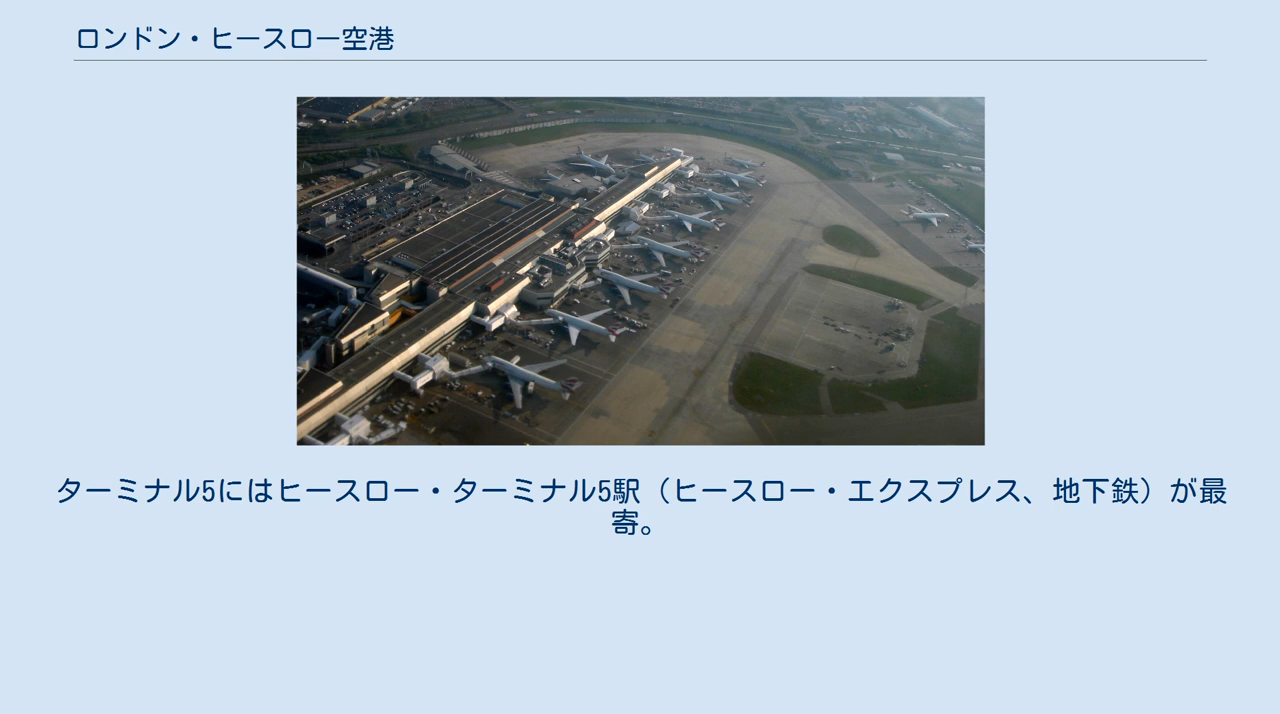 ロンドン・ヒースロー空港
ターミナル5にはヒースロー・ターミナル5駅（ヒースロー・エクスプレス、地下鉄）が最
寄。